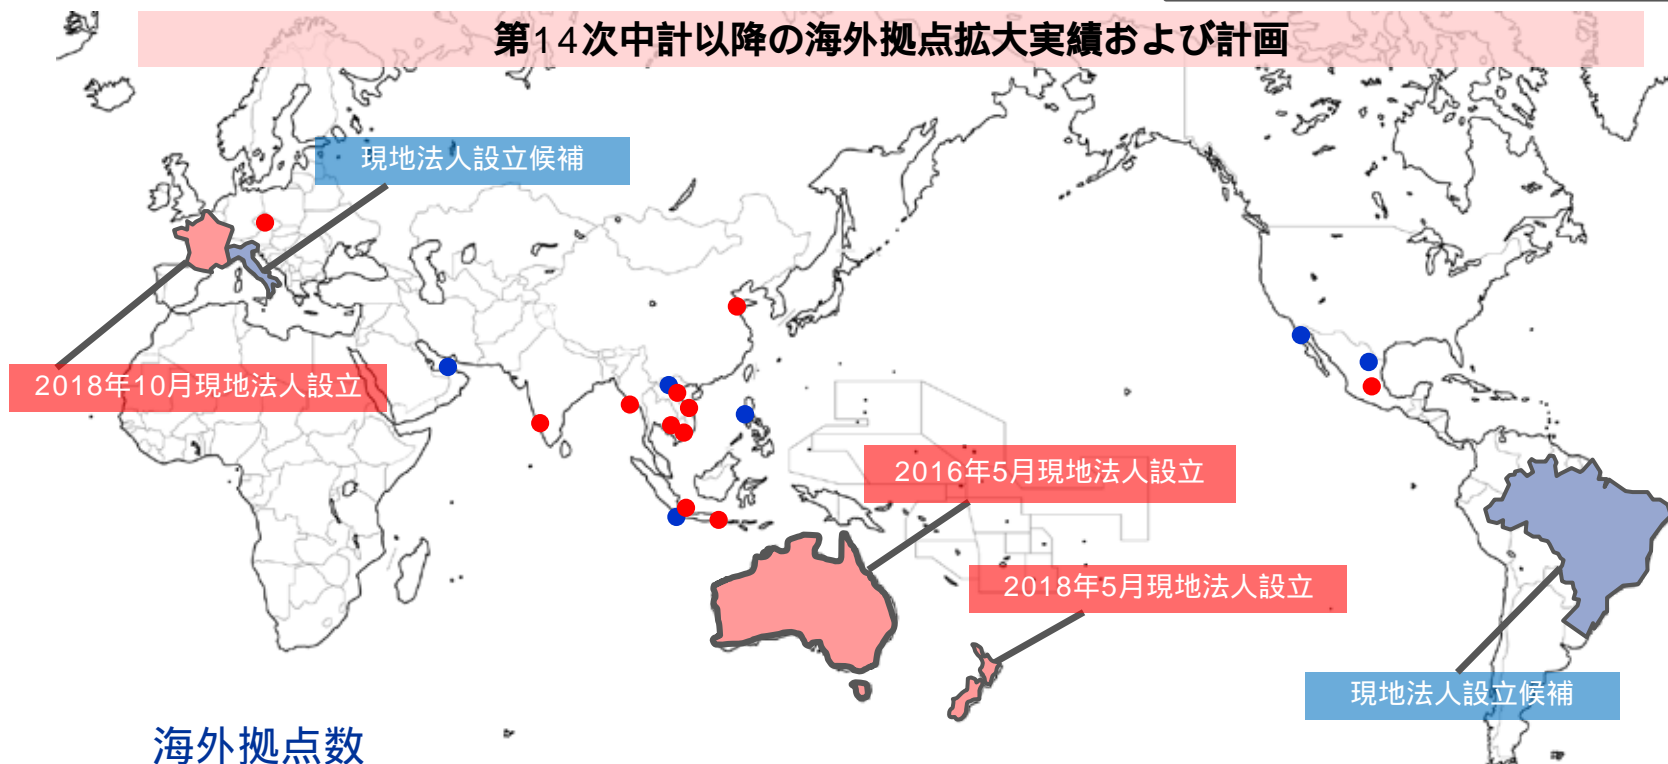 第14次中計以降の海外拠点拡大実績および計画
現地法人設立候補
2018年10月現地法人設立
2016年5月現地法人設立
2018年5月現地法人設立
現地法人設立候補
海外拠点数